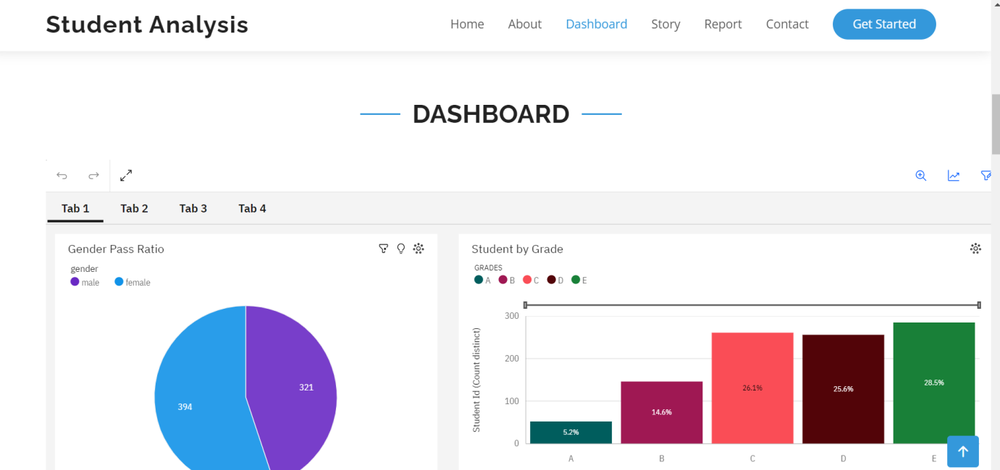 Student Analysis
Home About Dashboard Story Report Contact Get Started
DASHBOARD
Tab 1 Tab 2 Tab 3 Tab 4
Gender Pass Ratio
gender
male female
394
321
Student by Grade
GRADES
A B C D E
Student Id (Count distinct)
300
200
100
0
5.2%
14.6%
26.1%
25.6%
28.5%
A B C D E